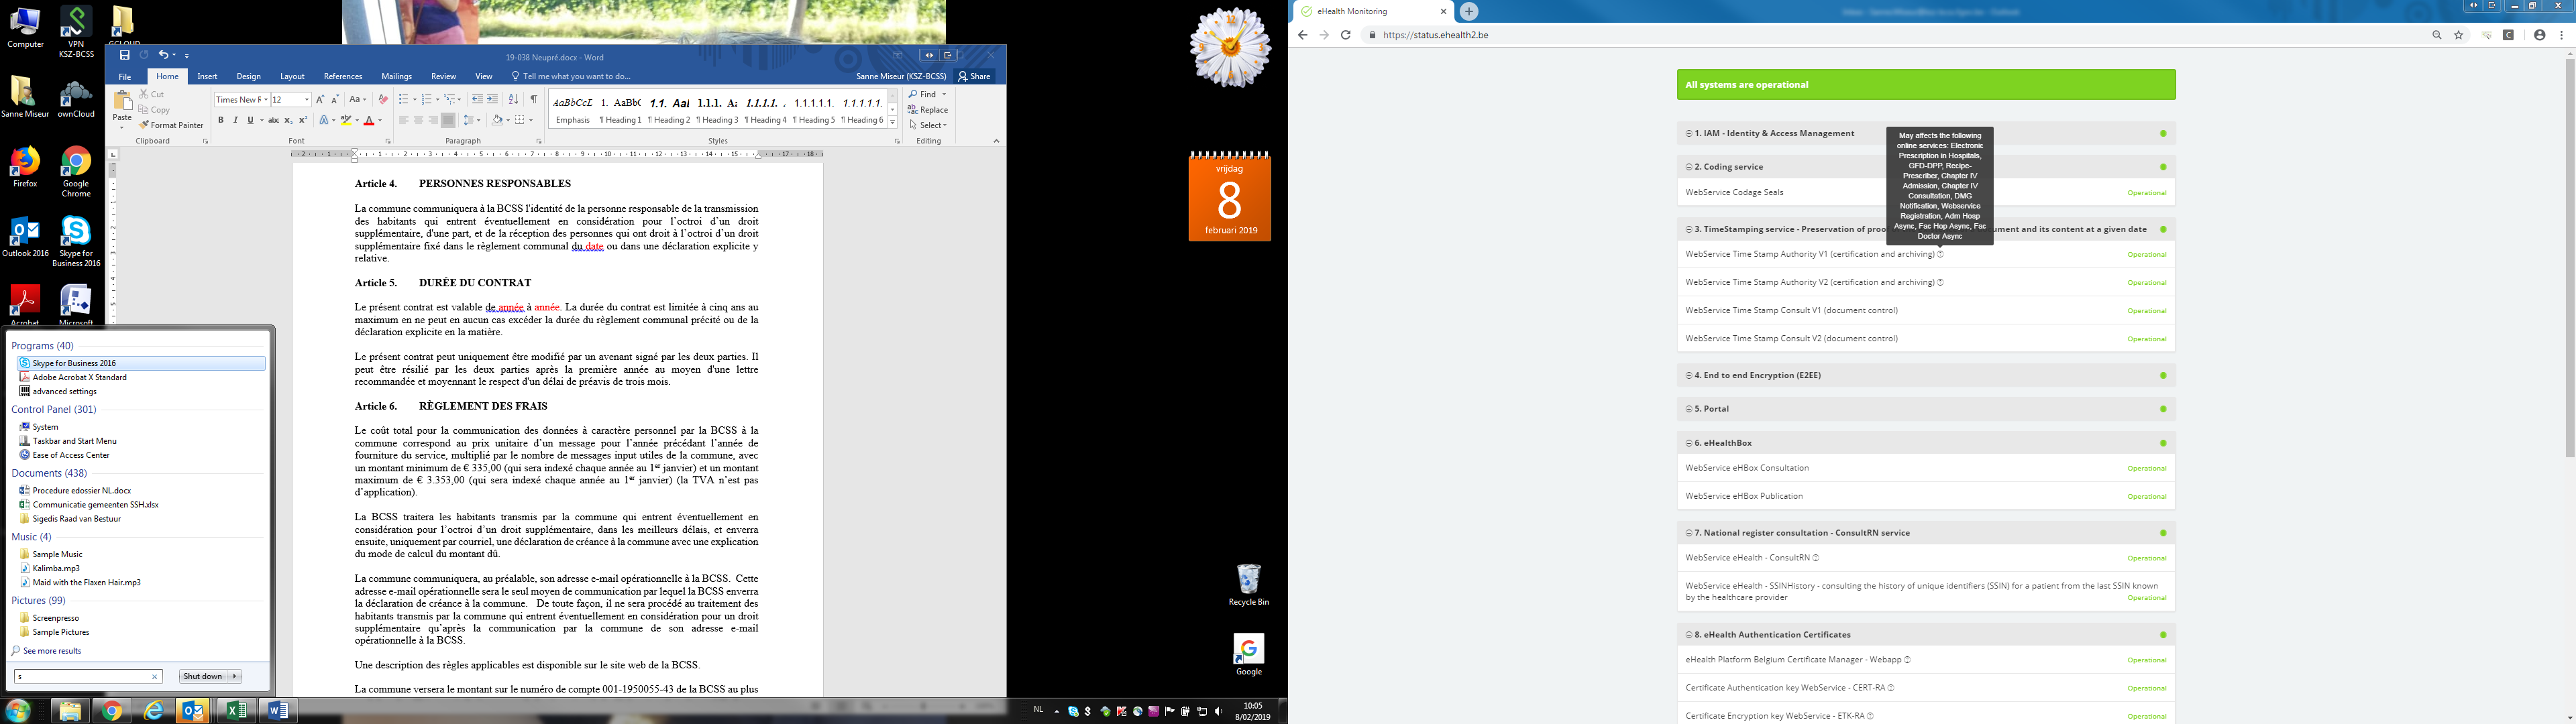 Computer
VPN KSZ-BCSS
GCLOUD
Sanne Miseur
ownCloud
Firefox
Google Chrome
Outlook 2016
Skype for Business 2016
Acrobat
Microsoft
19-038 Neupré.docx - Word
File Home Insert Design Layout References Mailings Review View Tell me what you want to do... Sanne Miseur (KSZ-BCSS) Share
Paste
Cut
Copy
Format Painter
Times New R 12
AaBbCcL 1. AaBbC 1.1. Aal 1.1.1. A 1.1.1.1. 1.1.1.1.1. 1.1.1.1.1.
Emphasis ¶ Heading 1 ¶ Heading 2 ¶ Heading 3 ¶ Heading 4 ¶ Heading 5 ¶ Heading 6
Find
Replace
Select
Clipboard Font Paragraph Styles Editing
Article 4. PERSONNES RESPONSABLES
La commune communiquera à la BCSS l'identité de la personne responsable de la transmission
des habitants qui entrent éventuellement en considération pour l'octroi d'un droit
supplémentaire, d'une part, et de la réception des personnes qui ont droit à l'octroi d'un droit
supplémentaire fixé dans le règlement communal du date ou dans une déclaration explicite y
relative.
Article 5. DURÉE DU CONTRAT
Le présent contrat est valable de année à année. La durée du contrat est limitée à cinq ans au
maximum en ne peut en aucun cas excéder la durée du règlement communal précité ou de la
déclaration explicite en la matière.
Le présent contrat peut uniquement être modifié par un avenant signé par les deux parties. Il
peut être résilié par les deux parties après la première année au moyen d'une lettre
recommandée et moyennant le respect d'un délai de préavis de trois mois.
Article 6. RÈGLEMENT DES FRAIS
Le coût total pour la communication des données à caractère personnel par la BCSS à la
commune correspond au prix unitaire d'un message pour l'année précédant l'année de
fourniture du service, multiplié par le nombre de messages input utiles de la commune, avec
un montant minimum de € 335,00 (qui sera indexé chaque année au 1er janvier) et un montant
maximum de € 3.353,00 (qui sera indexé chaque année au 1er janvier) (la TVA n'est pas
d'application).
La BCSS traitera les habitants transmis par la commune qui entrent éventuellement en
considération pour l'octroi d'un droit supplémentaire, dans les meilleurs délais, et enverra
ensuite, uniquement par courriel, une déclaration de créance à la commune avec une explication
du mode de calcul du montant dû.
La commune communiquera, au préalable, son adresse e-mail opérationnelle à la BCSS. Cette
adresse e-mail opérationnelle sera le seul moyen de communication par lequel la BCSS enverra
la déclaration de créance à la commune. De toute façon, il ne sera procédé au traitement des
habitants transmis par la commune qui entrent éventuellement en considération pour un droit
supplémentaire qu'après la communication par la commune de son adresse e-mail
opérationnelle à la BCSS.
Une description des règles applicables est disponible sur le site web de la BCSS.
La commune versera le montant sur le numéro de compte 001-1950055-43 de la BCSS au plus
Programs (40)
Skype for Business 2016
Adobe Acrobat X Standard
advanced settings
Control Panel (301)
System
Taskbar and Start Menu
Ease of Access Center
Documents (438)
Procedure edossier NL.docx
Communicatie gemeenten SSH.xlsx
Sigedis Raad van Bestuur
Music (4)
Sample Music
Kalimba.mp3
Maid with the Flaxen Hair.mp3
Pictures (99)
Screenpresso
Sample Pictures
See more results
s
Shut down
vrijdag
8
februari 2019
Recycle Bin
Google
NL
10:05
8/02/2019
eHealth Monitoring
https://status.ehealth2.be
All systems are operational
1. IAM - Identity & Access Management
2. Coding service
WebService Codage Seals Operational
May affects the following
online services: Electronic
Prescription in Hospitals,
GFD-DPP, Recipe-
Prescriber, Chapter IV
Admission, Chapter IV
Consultation, DMG
Notification, Webservice
Registration, Adm Hosp
Async, Fac Hop Async, Fac
Doctor Async
3. TimeStamping service - Preservation of proo ument and its content at a given date
WebService Time Stamp Authority V1 (certification and archiving) Operational
WebService Time Stamp Authority V2 (certification and archiving) Operational
WebService Time Stamp Consult V1 (document control) Operational
WebService Time Stamp Consult V2 (document control) Operational
4. End to end Encryption (E2EE)
5. Portal
6. eHealthBox
WebService eHBox Consultation Operational
WebService eHBox Publication Operational
7. National register consultation - ConsultRN service
WebService eHealth - ConsultRN Operational
WebService eHealth - SSINHistory - consulting the history of unique identifiers (SSIN) for a patient from the last SSIN known
by the healthcare provider Operational
8. eHealth Authentication Certificates
eHealth Platform Belgium Certificate Manager - Webapp Operational
Certificate Authentication key WebService - CERT-RA Operational
Certificate Encryption key WebService - ETK-RA Operational